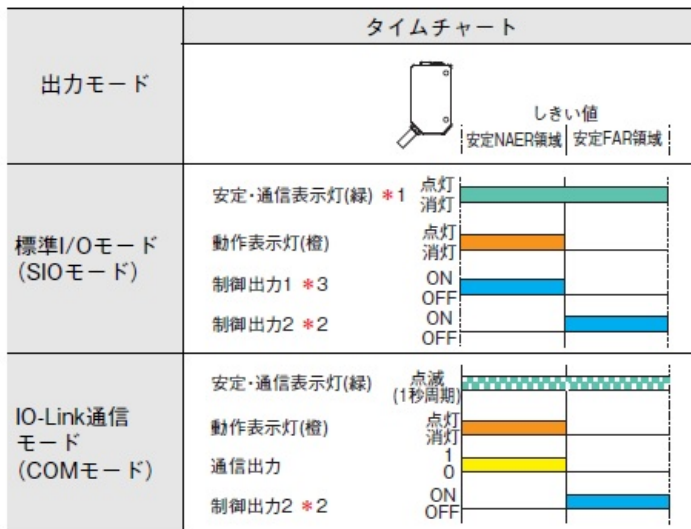 出力モード
タイムチャート
しきい値
安定NAER領域 安定FAR領域
標準I/Oモード
(SIOモード)
安定・通信表示灯(緑) *1 点灯
消灯
動作表示灯(橙) 点灯
消灯
制御出力1 *3 ON
OFF
制御出力2 *2 ON
OFF
IO-Link通信
モード
(COMモード)
安定・通信表示灯(緑) 点滅
(1秒周期)
動作表示灯(橙) 点灯
消灯
通信出力 1
0
制御出力2 *2 ON
OFF